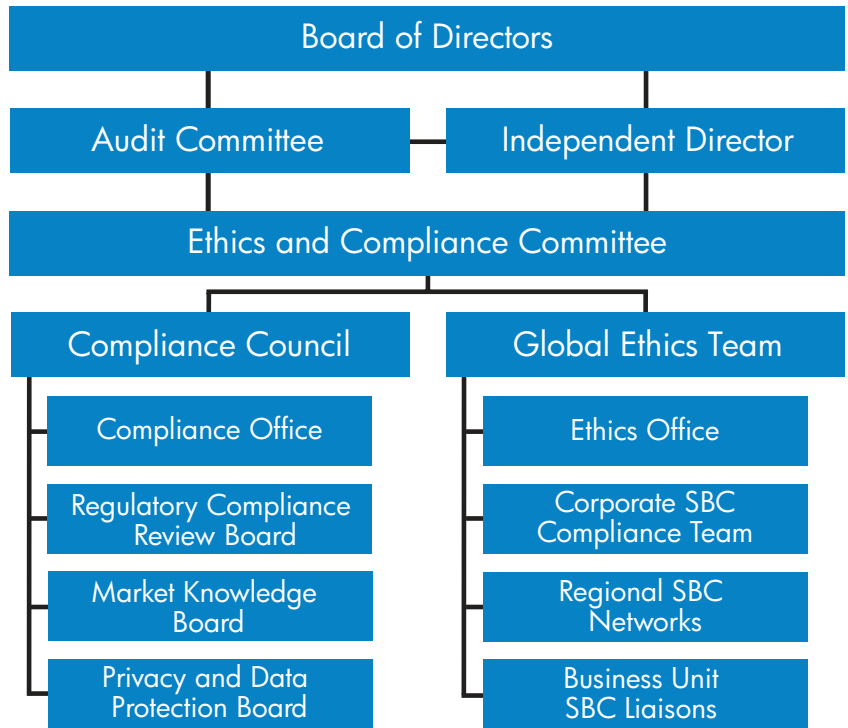 Board of Directors
Audit Committee
Independent Director
Ethics and Compliance Committee
Compliance Council
Global Ethics Team
Compliance Office
Regulatory Compliance
Review Board
Market Knowledge
Board
Privacy and Data
Protection Board
Ethics Office
Corporate SBC
Compliance Team
Regional SBC
Networks
Business Unit
SBC Liaisons